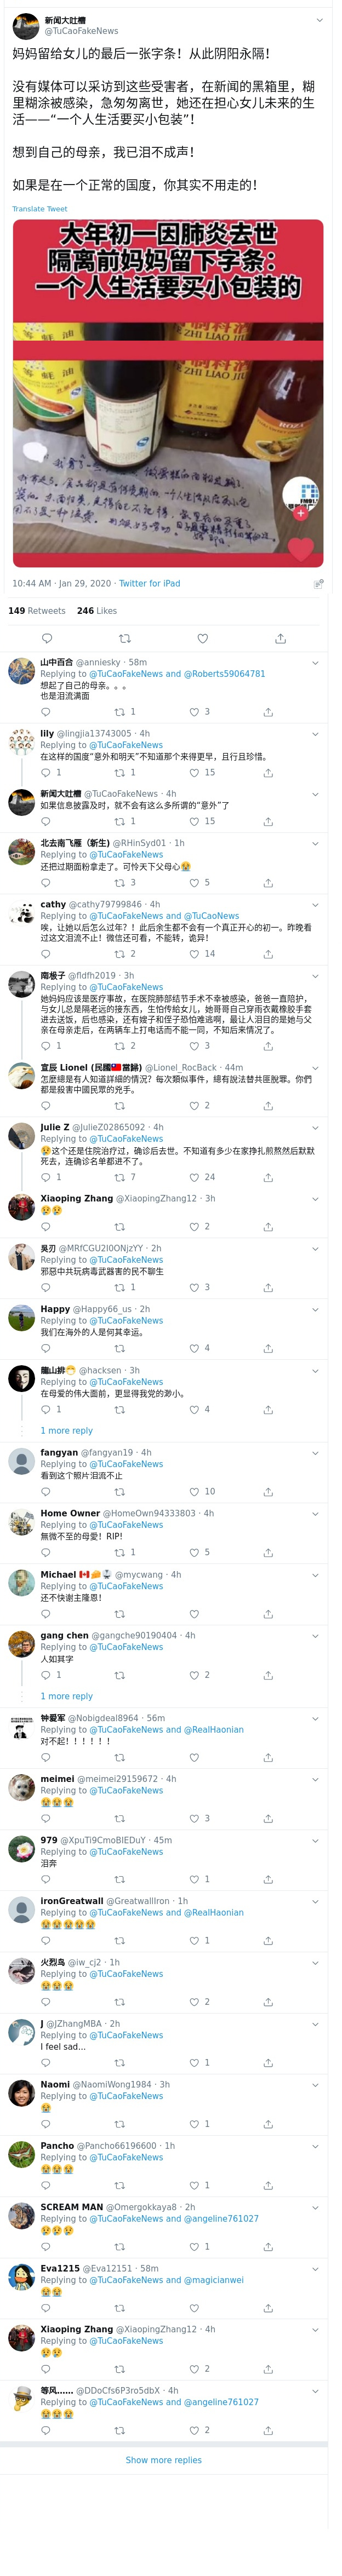 新闻大吐槽
@TuCaoFakeNews
妈妈留给女儿的最后一张字条！从此阴阳永隔！
没有媒体可以采访到这些受害者，在新闻的黑箱里，糊
里糊涂被感染，急匆匆离世，她还在担心女儿未来的生
活——“一个人生活要买小包装”！
想到自己的母亲，我已泪不成声！
如果是在一个正常的国度，你其实不用走的！
Translate Tweet
大年初一因肺炎去世
隔离前妈妈留下字条：
一个人生活要买小包装的
ZHI LIAO JIU
10:44 AM · Jan 29, 2020 · Twitter for iPad
149 Retweets 246 Likes
山中百合 @anniesky · 58m
Replying to @TuCaoFakeNews and @Roberts59064781
想起了自己的母亲。。。
也是泪流满面
1 3
lily @lingjia13743005 · 4h
Replying to @TuCaoFakeNews
在这样的国度“意外和明天”不知道那个来得更早，且行且珍惜。
1 1 15
新闻大吐槽 @TuCaoFakeNews · 4h
如果信息披露及时，就不会有这么多所谓的“意外”了
1 15
北去南飞雁（新生) @RHinSyd01 · 1h
Replying to @TuCaoFakeNews
还把过期面粉拿走了。可怜天下父母心😭
3 5
cathy @cathy79799846 · 4h
Replying to @TuCaoFakeNews and @TuCaoNews
唉，让她以后怎么过年？！此后余生都不会有一个真正开心的初一。昨晚看
过这文泪流不止！微信还可看，不能转，诡异！
2 14
南极子 @fldfh2019 · 3h
Replying to @TuCaoFakeNews
她妈妈应该是医疗事故，在医院肺部结节手术不幸被感染，爸爸一直陪护，
与女儿总是隔老远的接东西，生怕传给女儿，她哥哥自己穿雨衣戴橡胶手套
进去送饭，后也感染，还有嫂子和侄子恐怕难逃啊，最让人泪目的是她与父
亲在母亲走后，在两辆车上打电话而不能一同，不知后来情况了。
1 2 3
宣辰 Lionel (民國🇹🇼當歸) @Lionel_RocBack · 44m
怎麼總是有人知道詳細的情況？每次類似事件，總有說法替共匪脫罪。你們
都是殺害中國民眾的兇手。
2
Julie Z @JulieZ02865092 · 4h
Replying to @TuCaoFakeNews
😢这个还是住院治疗过，确诊后去世。不知道有多少在家挣扎煎熬然后默默
死去，连确诊名单都进不了。
1 7 24
Xiaoping Zhang @XiaopingZhang12 · 3h
😢😢
2
吳刃 @MRfCGU2I0ONjzYY · 2h
Replying to @TuCaoFakeNews
邪惡中共玩病毒武器害的民不聊生
1 3
Happy @Happy66_us · 2h
Replying to @TuCaoFakeNews
我们在海外的人是何其幸运。
4
龍山排😷 @hacksen · 3h
Replying to @TuCaoFakeNews
在母爱的伟大面前，更显得我党的渺小。
1 4
1 more reply
fangyan @fangyan19 · 4h
Replying to @TuCaoFakeNews
看到这个照片泪流不止
10
Home Owner @HomeOwn94333803 · 4h
Replying to @TuCaoFakeNews
無微不至的母愛！RIP!
1 5
Michael 🇨🇦 @mycwang · 4h
Replying to @TuCaoFakeNews
还不快谢主隆恩！
gang chen @gangche90190404 · 4h
Replying to @TuCaoFakeNews
人如其字
1 2
1 more reply
钟爱军 @Nobigdeal8964 · 56m
Replying to @TuCaoFakeNews and @RealHaonian
对不起！！！！！！
meimei @meimei29159672 · 4h
Replying to @TuCaoFakeNews
😭😭😭
3
979 @XpuTi9CmoBIEDuY · 45m
Replying to @TuCaoFakeNews
泪奔
1
ironGreatwall @GreatwallIron · 1h
Replying to @TuCaoFakeNews and @RealHaonian
😭😭😭😭😭
1
火烈鸟 @iw_cj2 · 1h
Replying to @TuCaoFakeNews
😭😭😭
2
J @JZhangMBA · 2h
Replying to @TuCaoFakeNews
I feel sad...
1
Naomi @NaomiWong1984 · 3h
Replying to @TuCaoFakeNews
😭
1
Pancho @Pancho66196600 · 1h
Replying to @TuCaoFakeNews
😭😭😭
1
SCREAM MAN @Omergokkaya8 · 2h
Replying to @TuCaoFakeNews and @angeline761027
😢😢😢
1
Eva1215 @Eva12151 · 58m
Replying to @TuCaoFakeNews and @magicianwei
😭😭
Xiaoping Zhang @XiaopingZhang12 · 4h
Replying to @TuCaoFakeNews
😢😢
2
等风…… @DDoCfs6P3ro5dbX · 4h
Replying to @TuCaoFakeNews and @angeline761027
😭😭😭
2
Show more replies